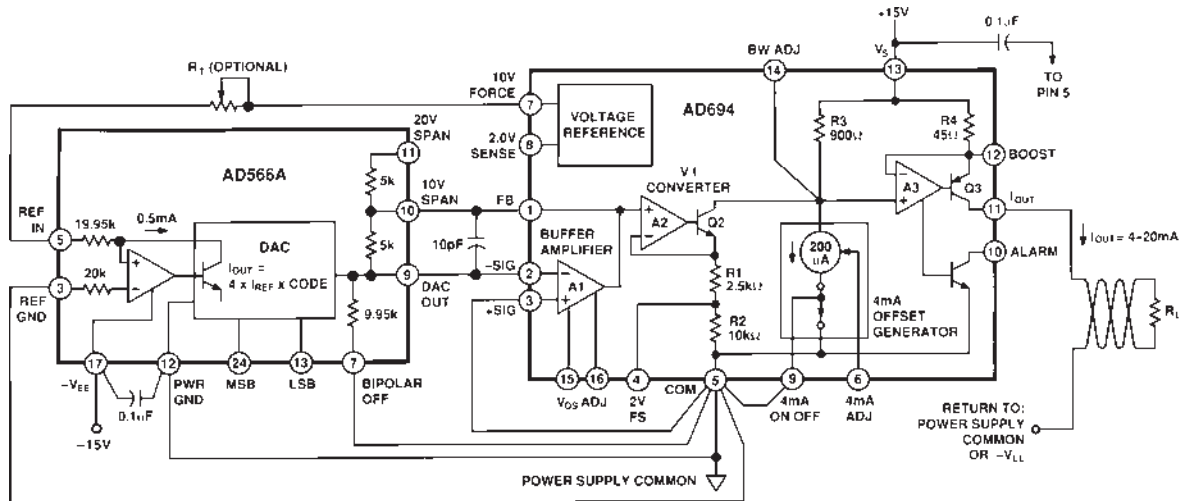 +15V
0.1uF
TO
PIN 5
RT (OPTIONAL)
BW ADJ
VS
14
13
10V
FORCE
7
AD694
VOLTAGE
REFERENCE
2.0V
SENSE
8
R3
900Ω
R4
45Ω
12
BOOST
20V
SPAN
11
AD566A
5k
10V
SPAN
10
FB
1
V I
CONVERTER
A2
Q2
A3
Q3
IOUT
11
REF
IN
5
19.95k
0.5mA
DAC
IOUT =
4 x IREF x CODE
5k
10pF
BUFFER
AMPLIFIER
200
uA
10
ALARM
IOUT = 4–20mA
20k
3
REF
GND
9
DAC
OUT
–SIG
2
A1
3
+SIG
R1
2.5kΩ
4mA
OFFSET
GENERATOR
9.95k
R2
10kΩ
RL
17
12
24
13
7
15
16
4
COM
5
9
6
–VEE
PWR
GND
MSB
LSB
BIPOLAR
OFF
VOS ADJ
2V
FS
4mA
ON OFF
4mA
ADJ
0.1uF
–15V
RETURN TO:
POWER SUPPLY
COMMON
OR –VLL
POWER SUPPLY COMMON